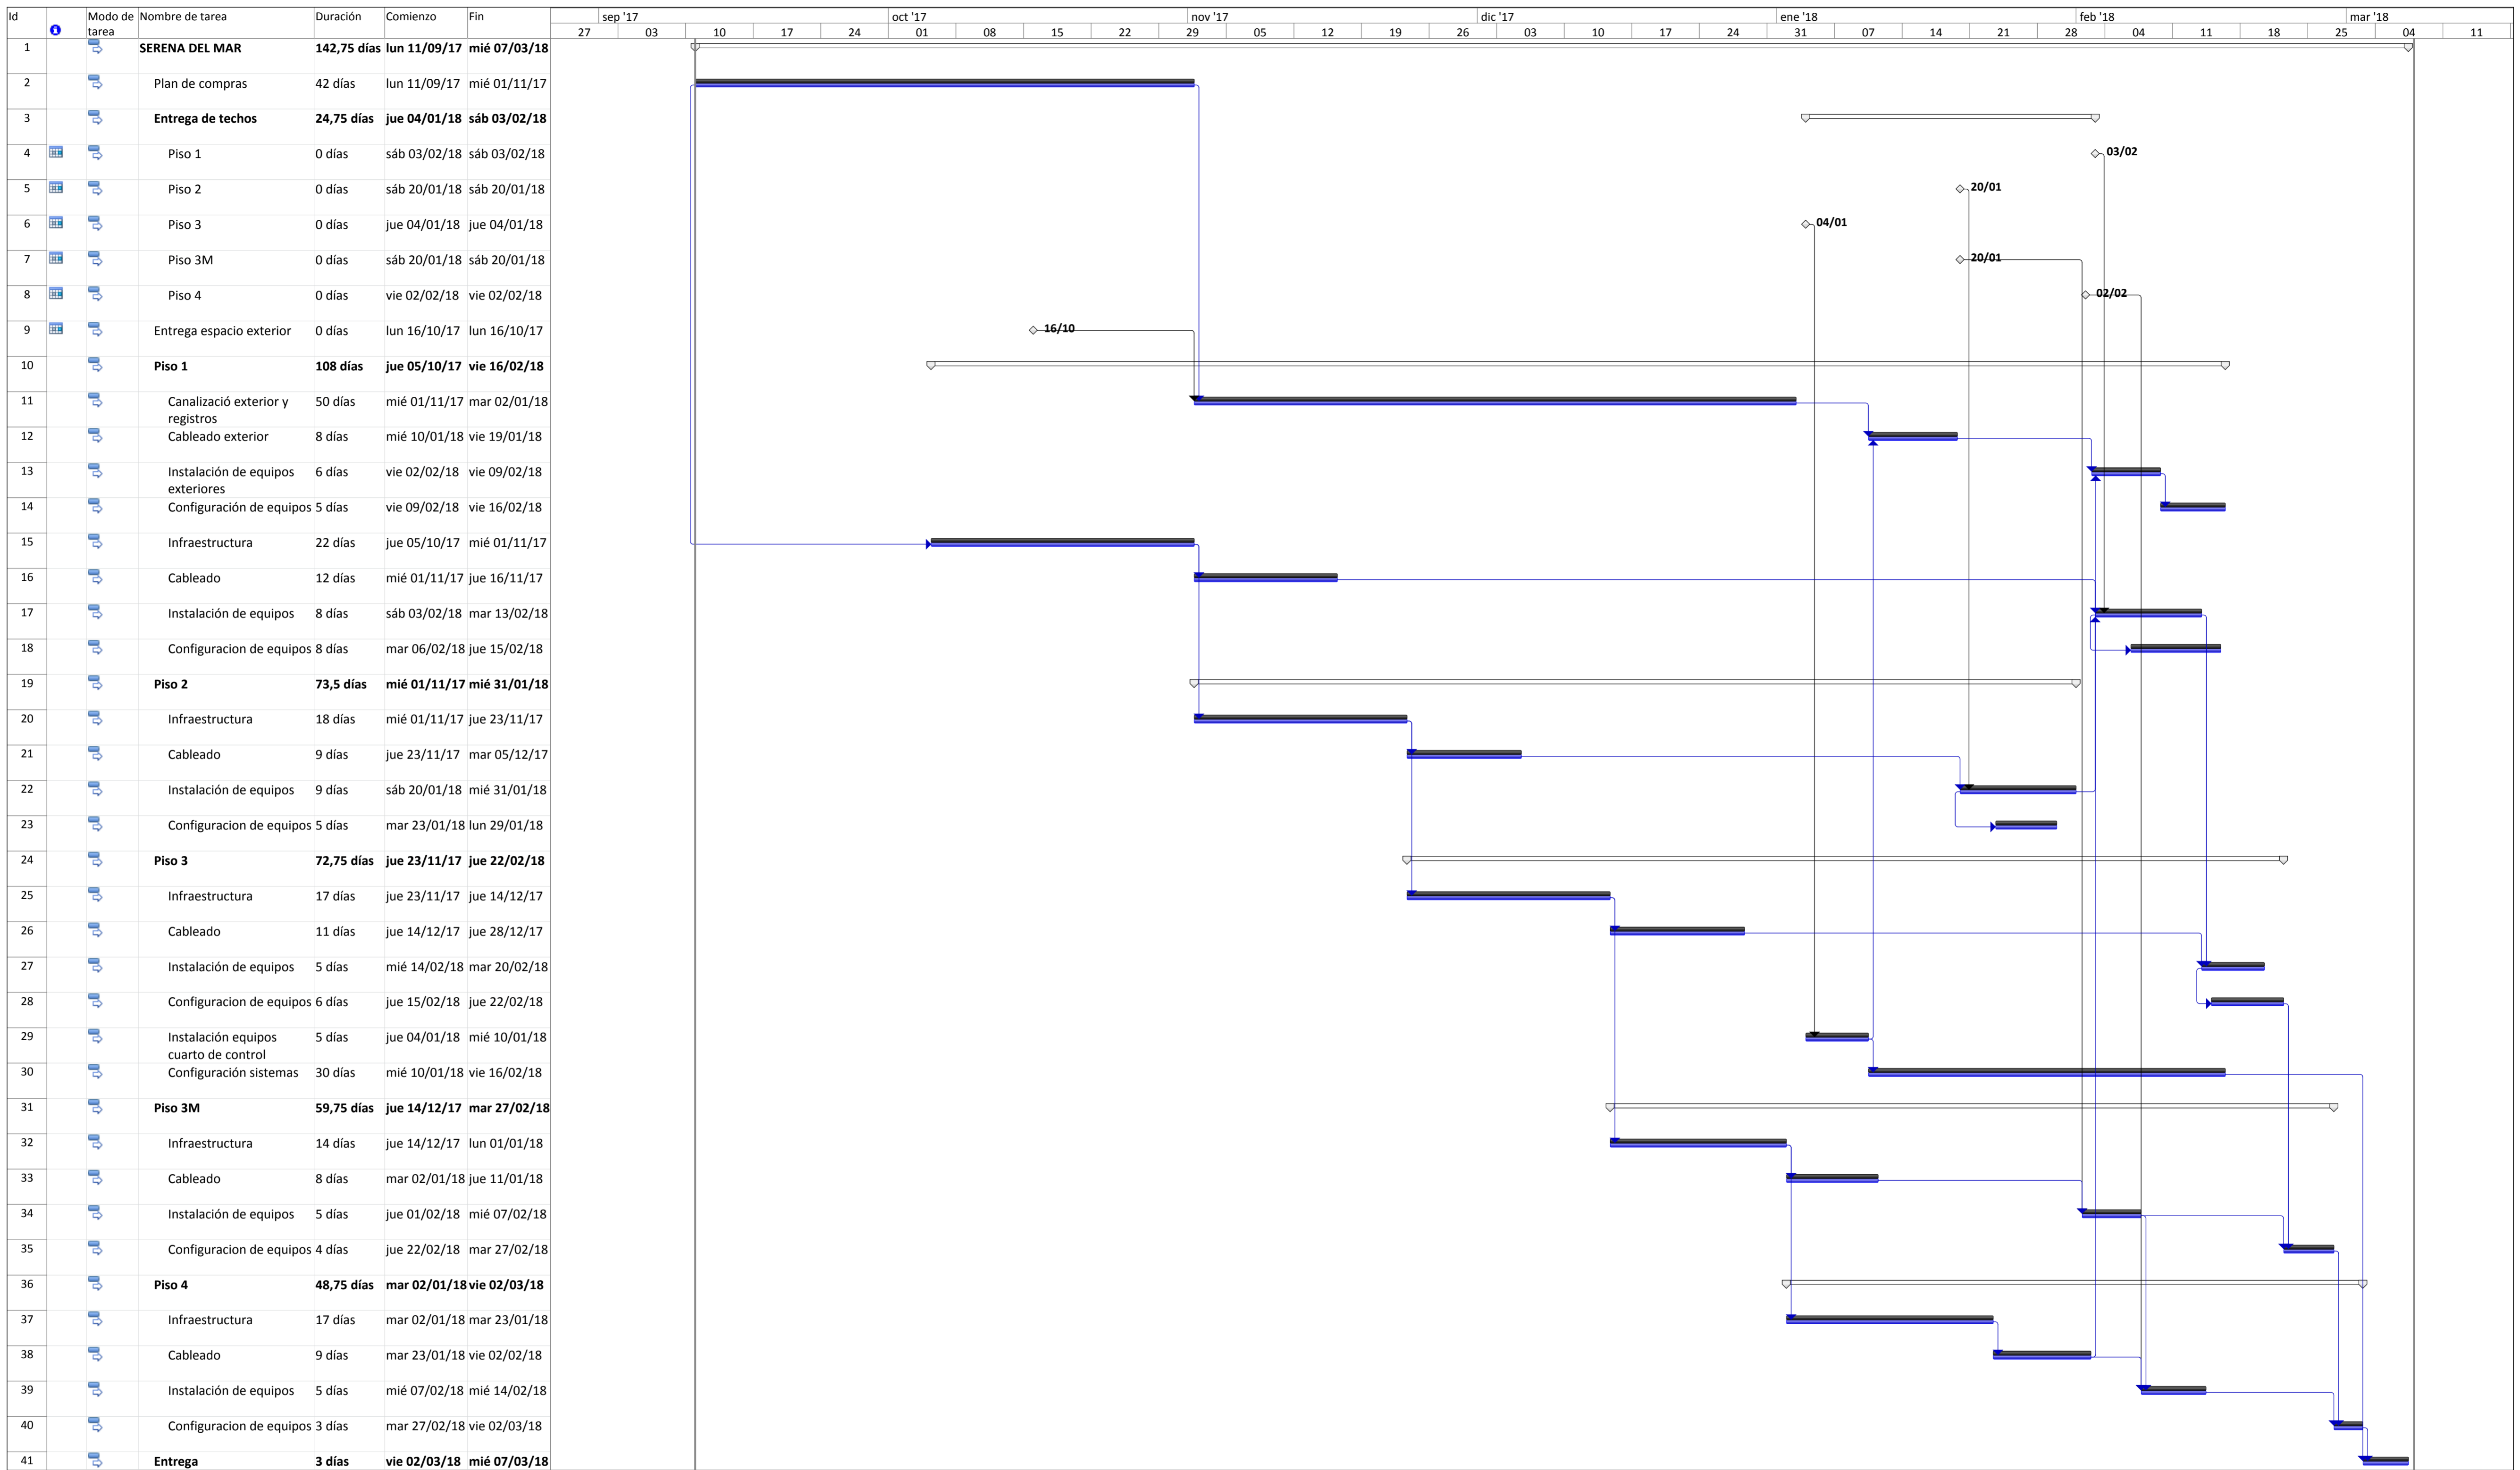 Id Modo de Nombre de tarea Duración Comienzo Fin sep '17 oct '17 nov '17 dic '17 ene '18 feb '18 mar '18
tarea 27 03 10 17 24 01 08 15 22 29 05 12 19 26 03 10 17 24 31 07 14 21 28 04 11 18 25 04 11
1 SERENA DEL MAR 142,75 días lun 11/09/17 mié 07/03/18
2 Plan de compras 42 días lun 11/09/17 mié 01/11/17
3 Entrega de techos 24,75 días jue 04/01/18 sáb 03/02/18
4 Piso 1 0 días sáb 03/02/18 sáb 03/02/18 03/02
5 Piso 2 0 días sáb 20/01/18 sáb 20/01/18 20/01
6 Piso 3 0 días jue 04/01/18 jue 04/01/18 04/01
7 Piso 3M 0 días sáb 20/01/18 sáb 20/01/18 20/01
8 Piso 4 0 días vie 02/02/18 vie 02/02/18 02/02
9 Entrega espacio exterior 0 días lun 16/10/17 lun 16/10/17 16/10
10 Piso 1 108 días jue 05/10/17 vie 16/02/18
11 Canalizació exterior y 50 días mié 01/11/17 mar 02/01/18
registros
12 Cableado exterior 8 días mié 10/01/18 vie 19/01/18
13 Instalación de equipos 6 días vie 02/02/18 vie 09/02/18
exteriores
14 Configuración de equipos 5 días vie 09/02/18 vie 16/02/18
15 Infraestructura 22 días jue 05/10/17 mié 01/11/17
16 Cableado 12 días mié 01/11/17 jue 16/11/17
17 Instalación de equipos 8 días sáb 03/02/18 mar 13/02/18
18 Configuracion de equipos 8 días mar 06/02/18 jue 15/02/18
19 Piso 2 73,5 días mié 01/11/17 mié 31/01/18
20 Infraestructura 18 días mié 01/11/17 jue 23/11/17
21 Cableado 9 días jue 23/11/17 mar 05/12/17
22 Instalación de equipos 9 días sáb 20/01/18 mié 31/01/18
23 Configuracion de equipos 5 días mar 23/01/18 lun 29/01/18
24 Piso 3 72,75 días jue 23/11/17 jue 22/02/18
25 Infraestructura 17 días jue 23/11/17 jue 14/12/17
26 Cableado 11 días jue 14/12/17 jue 28/12/17
27 Instalación de equipos 5 días mié 14/02/18 mar 20/02/18
28 Configuracion de equipos 6 días jue 15/02/18 jue 22/02/18
29 Instalación equipos 5 días jue 04/01/18 mié 10/01/18
cuarto de control
30 Configuración sistemas 30 días mié 10/01/18 vie 16/02/18
31 Piso 3M 59,75 días jue 14/12/17 mar 27/02/18
32 Infraestructura 14 días jue 14/12/17 lun 01/01/18
33 Cableado 8 días mar 02/01/18 jue 11/01/18
34 Instalación de equipos 5 días jue 01/02/18 mié 07/02/18
35 Configuracion de equipos 4 días jue 22/02/18 mar 27/02/18
36 Piso 4 48,75 días mar 02/01/18 vie 02/03/18
37 Infraestructura 17 días mar 02/01/18 mar 23/01/18
38 Cableado 9 días mar 23/01/18 vie 02/02/18
39 Instalación de equipos 5 días mié 07/02/18 mié 14/02/18
40 Configuracion de equipos 3 días mar 27/02/18 vie 02/03/18
41 Entrega 3 días vie 02/03/18 mié 07/03/18